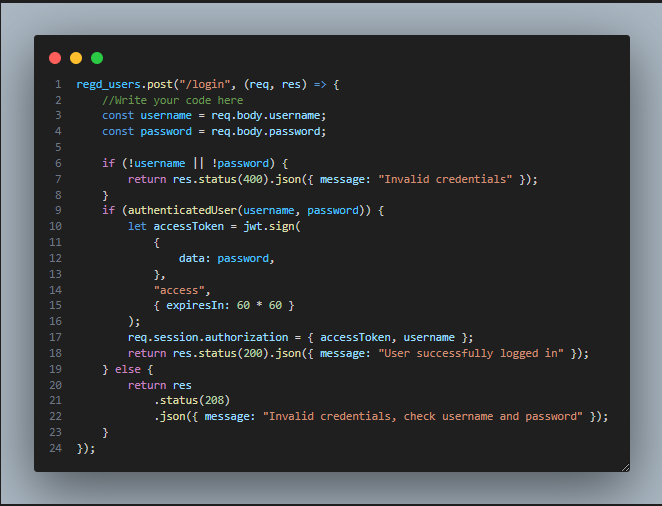 1 regd_users.post("/login", (req, res) => {
2 //Write your code here
3 const username = req.body.username;
4 const password = req.body.password;
5
6 if (!username || !password) {
7 return res.status(400).json({ message: "Invalid credentials" });
8 }
9 if (authenticatedUser(username, password)) {
10 let accessToken = jwt.sign(
11 {
12 data: password,
13 },
14 "access",
15 { expiresIn: 60 * 60 }
16 );
17 req.session.authorization = { accessToken, username };
18 return res.status(200).json({ message: "User successfully logged in" });
19 } else {
20 return res
21 .status(208)
22 .json({ message: "Invalid credentials, check username and password" });
23 }
24 });